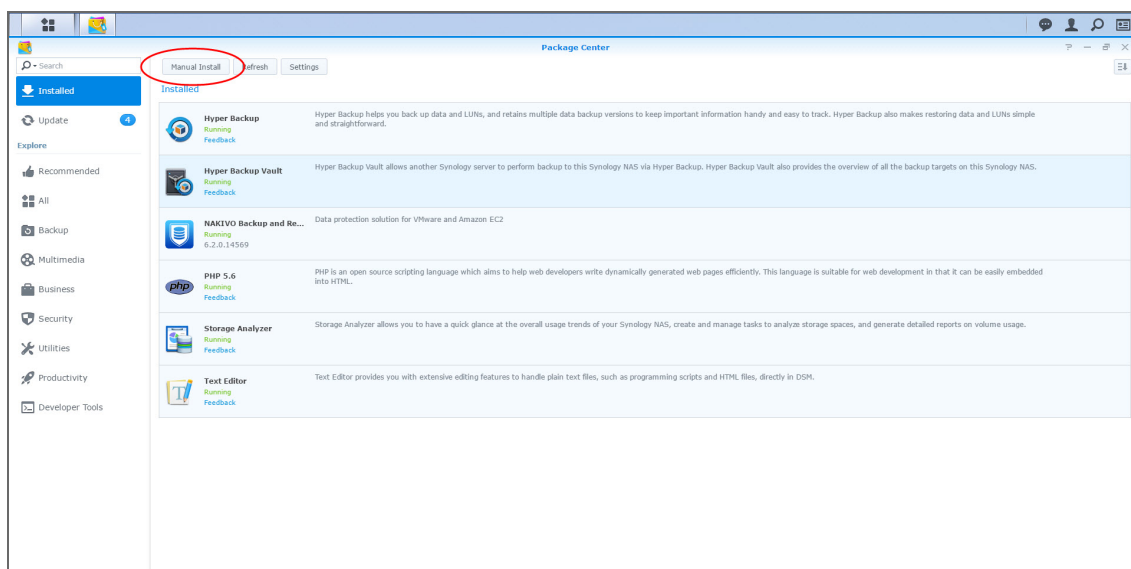 Package Center
Search
Manual Install
Refresh
Settings
Installed
Update
4
Explore
Recommended
All
Backup
Multimedia
Business
Security
Utilities
Productivity
Developer Tools
Installed
Hyper Backup
Running
Feedback
Hyper Backup helps you back up data and LUNs, and retains multiple data backup versions to keep important information handy and easy to track. Hyper Backup also makes restoring data and LUNs simple
and straightforward.
Hyper Backup Vault
Running
Feedback
Hyper Backup Vault allows another Synology server to perform backup to this Synology NAS via Hyper Backup. Hyper Backup Vault also provides the overview of all the backup targets on this Synology NAS.
NAKIVO Backup and Re...
Running
6.2.0.14569
Data protection solution for VMware and Amazon EC2
php
PHP 5.6
Running
Feedback
PHP is an open source scripting language which aims to help web developers write dynamically generated web pages efficiently. This language is suitable for web development in that it can be easily embedded
into HTML.
Storage Analyzer
Running
Feedback
Storage Analyzer allows you to have a quick glance at the overall usage trends of your Synology NAS, create and manage tasks to analyze storage spaces, and generate detailed reports on volume usage.
Text Editor
Running
Feedback
Text Editor provides you with extensive editing features to handle plain text files, such as programming scripts and HTML files, directly in DSM.